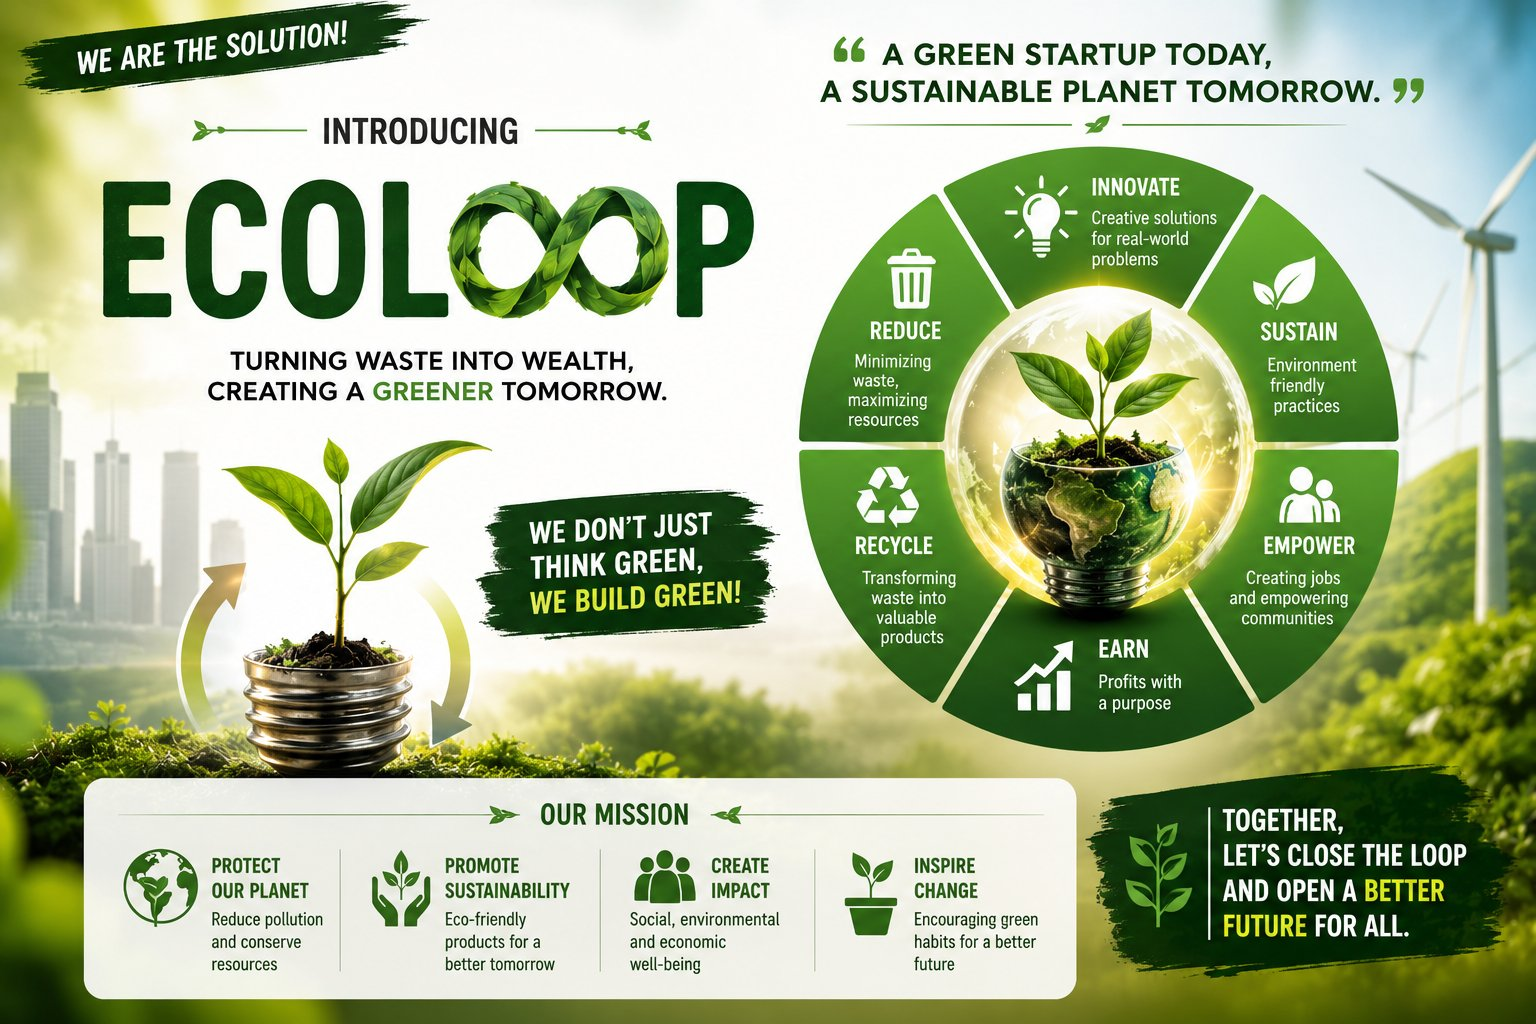 WE ARE THE SOLUTION!
INTRODUCING
ECOLOOP
TURNING WASTE INTO WEALTH,
CREATING A GREENER TOMORROW.
WE DON'T JUST
THINK GREEN,
WE BUILD GREEN!
“ A GREEN STARTUP TODAY,
A SUSTAINABLE PLANET TOMORROW. ”
INNOVATE
Creative solutions
for real-world
problems
SUSTAIN
Environment
friendly
practices
EMPOWER
Creating jobs
and empowering
communities
EARN
Profits with
a purpose
RECYCLE
Transforming
waste into
valuable
products
REDUCE
Minimizing
waste,
maximizing
resources
OUR MISSION
PROTECT
OUR PLANET
Reduce pollution
and conserve
resources
PROMOTE
SUSTAINABILITY
Eco-friendly
products for a
better tomorrow
CREATE
IMPACT
Social, environmental
and economic
well-being
INSPIRE
CHANGE
Encouraging green
habits for a better
future
TOGETHER,
LET'S CLOSE THE LOOP
AND OPEN A BETTER
FUTURE FOR ALL.